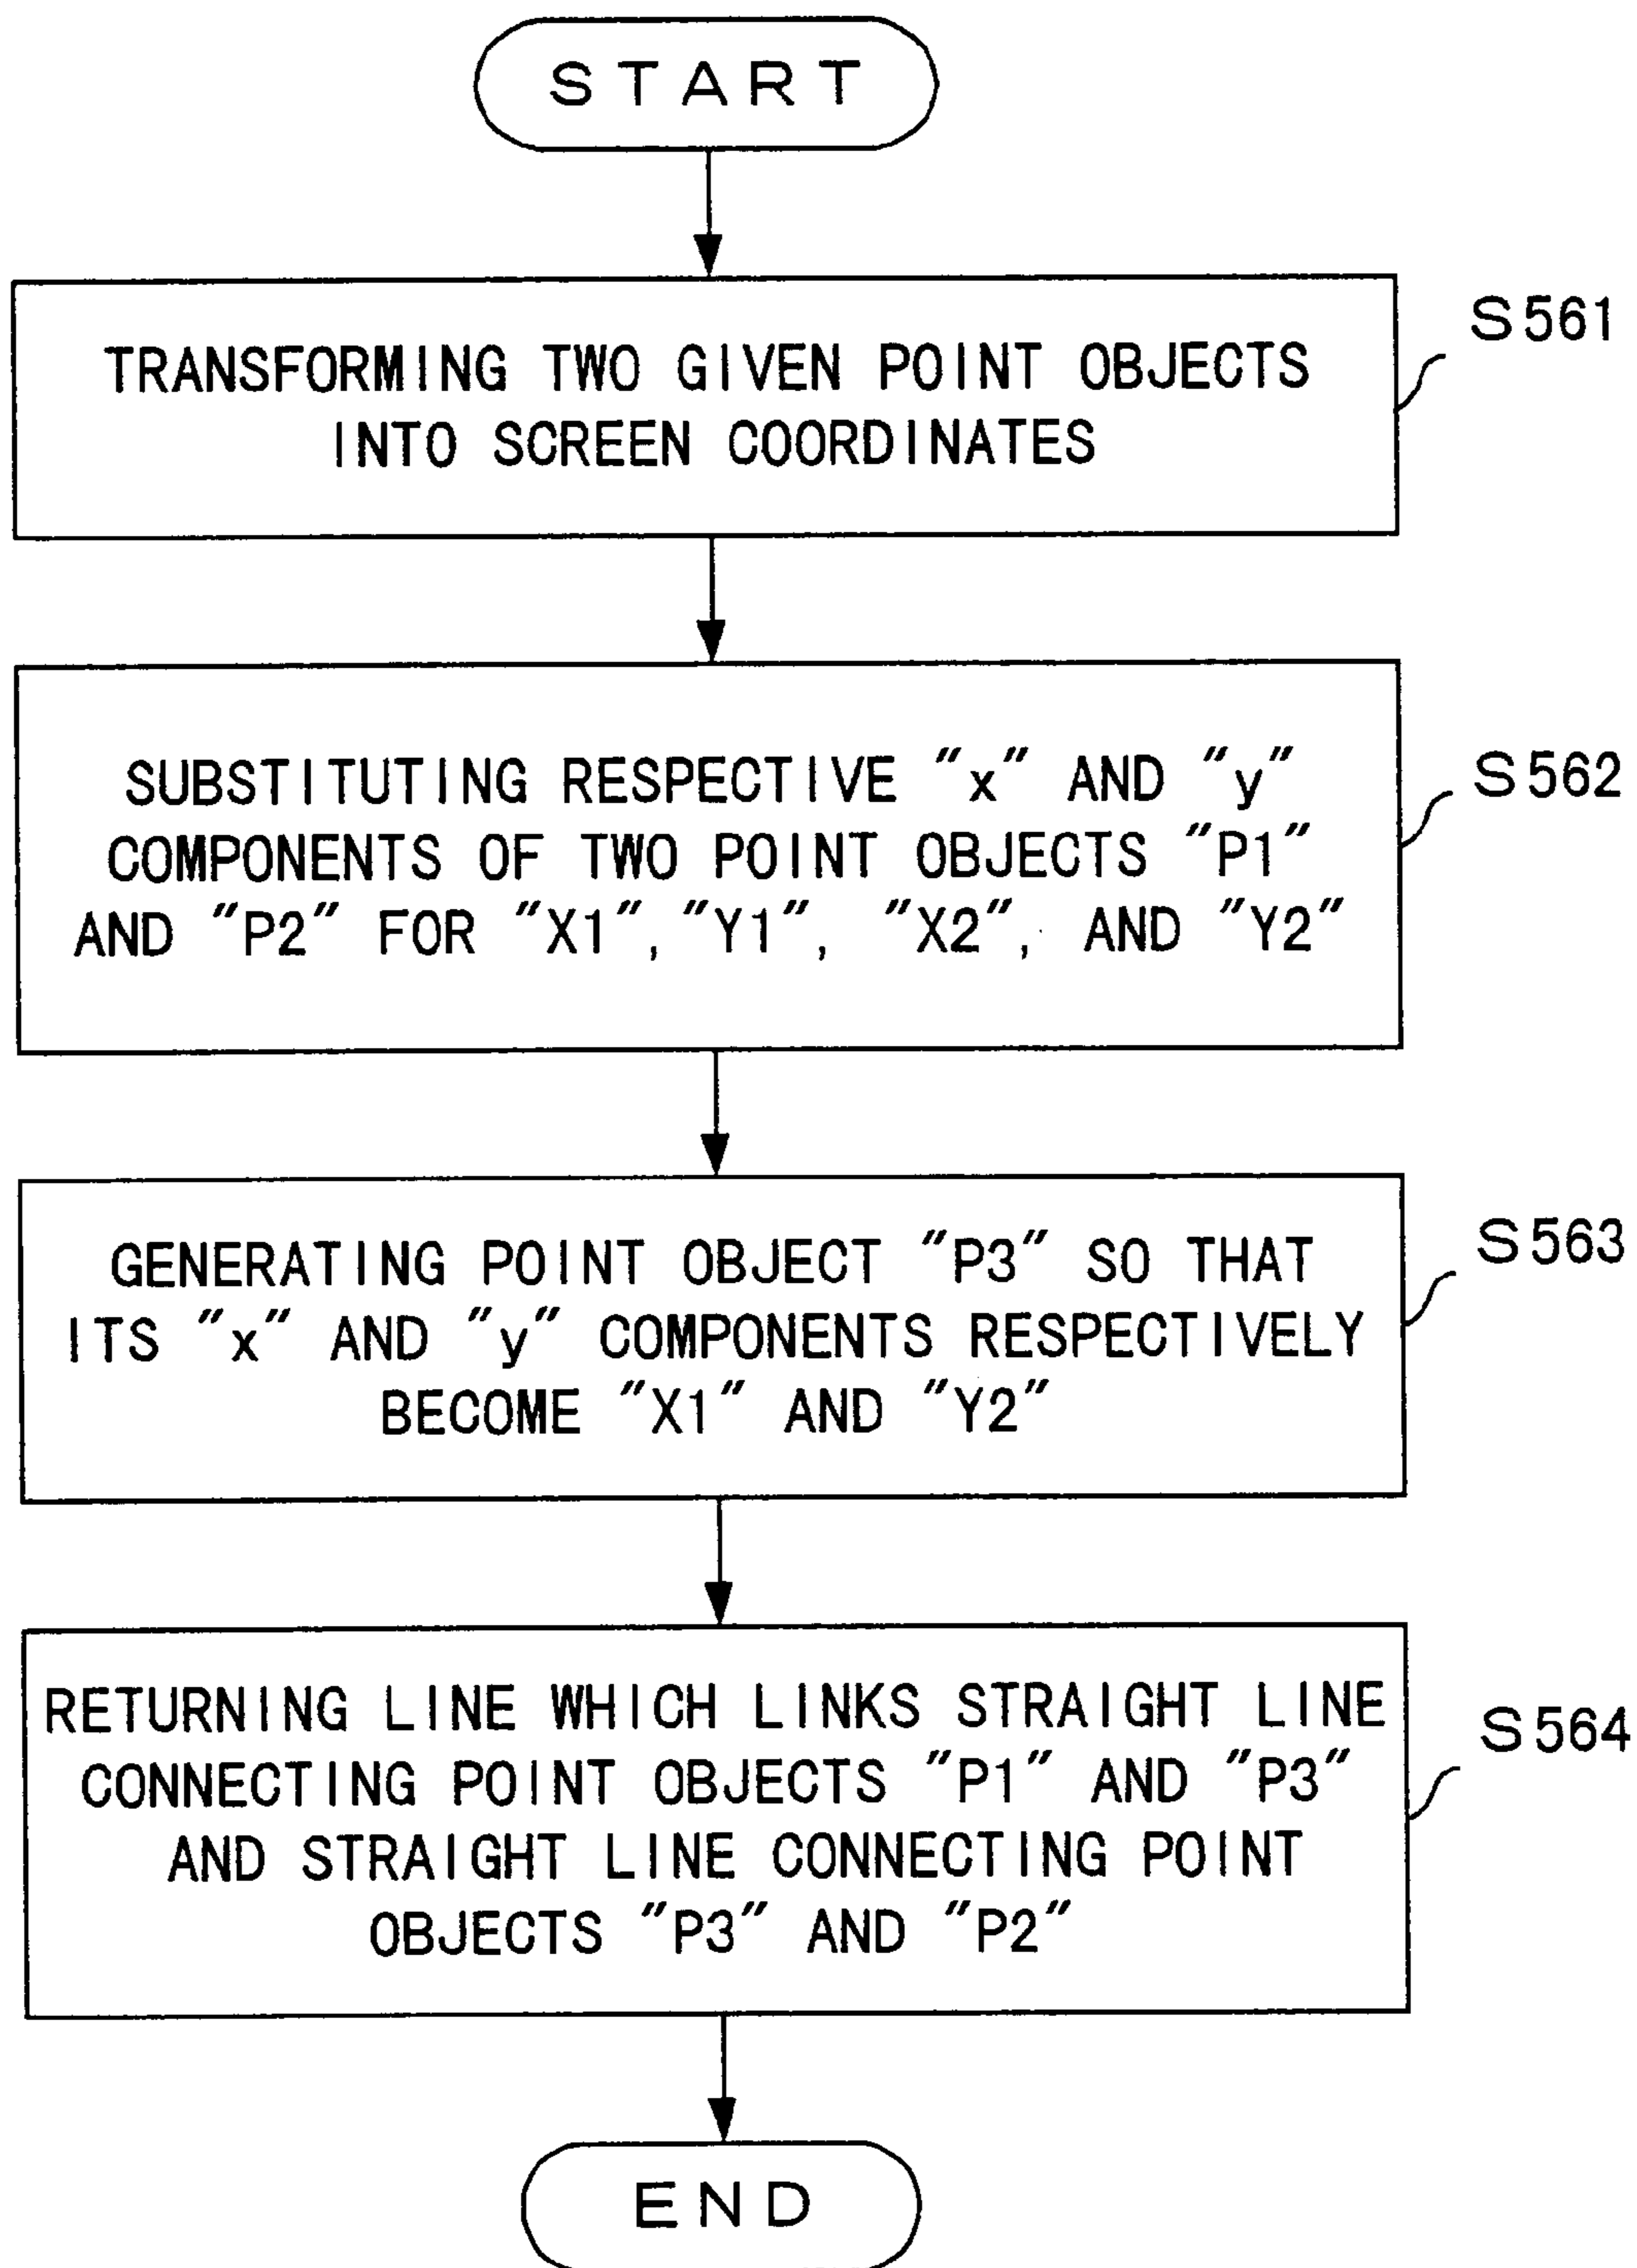 START
TRANSFORMING TWO GIVEN POINT OBJECTS
INTO SCREEN COORDINATES
S561
SUBSTITUTING RESPECTIVE "x" AND "y"
COMPONENTS OF TWO POINT OBJECTS "P1"
AND "P2" FOR "X1", "Y1", "X2", AND "Y2"
S562
GENERATING POINT OBJECT "P3" SO THAT
ITS "x" AND "y" COMPONENTS RESPECTIVELY
BECOME "X1" AND "Y2"
S563
RETURNING LINE WHICH LINKS STRAIGHT LINE
CONNECTING POINT OBJECTS "P1" AND "P3"
AND STRAIGHT LINE CONNECTING POINT
OBJECTS "P3" AND "P2"
S564
END